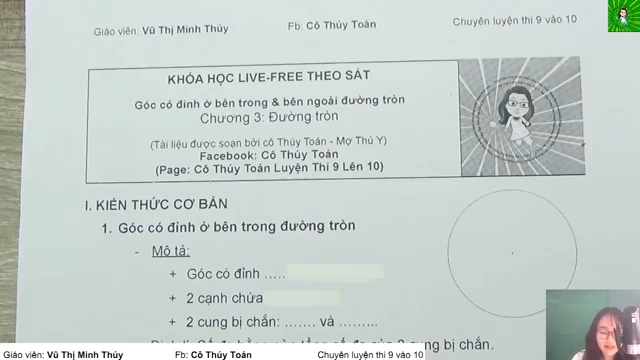 Giáo viên: Vũ Thị Minh Thúy
Fb: Cô Thúy Toán
Chuyên luyện thi 9 vào 10
KHÓA HỌC LIVE-FREE THEO SÁT
Góc có đỉnh ở bên trong & bên ngoài đường tròn
Chương 3: Đường tròn
(Tài liệu được soạn bởi cô Thúy Toán - Mợ Thú Y)
Facebook: Cô Thúy Toán
(Page: Cô Thúy Toán Luyện Thi 9 Lên 10)
I. KIẾN THỨC CƠ BẢN
1. Góc có đỉnh ở bên trong đường tròn
- Mô tả:
+ Góc có đỉnh .....
+ 2 cạnh chứa
+ 2 cung bị chắn: ....... và .........
cung bị chắn.
Giáo viên: Vũ Thị Minh Thúy
Fb: Cô Thúy Toán
Chuyên luyện thi 9 vào 10